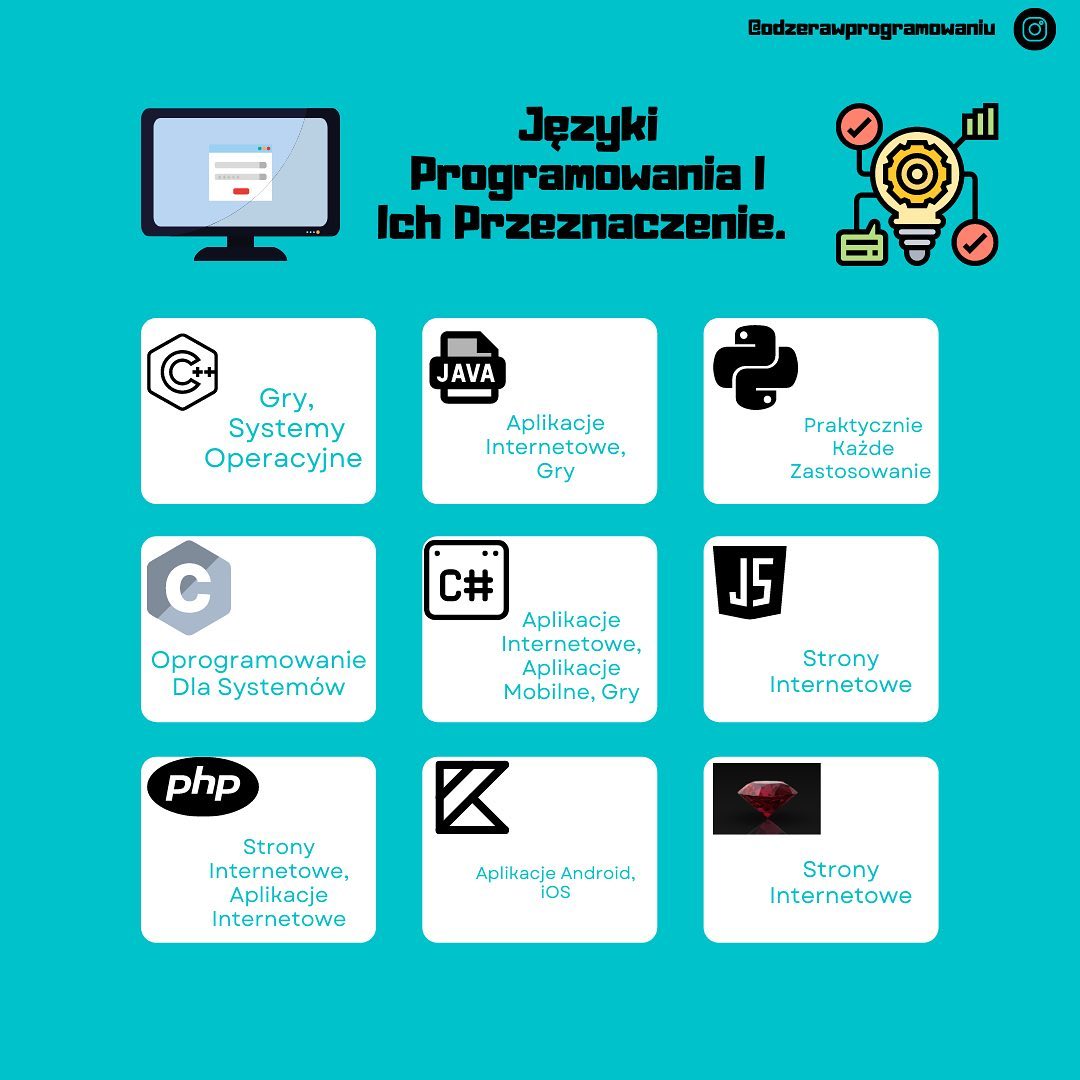 @odzerawprogramowaniu
Języki
Programowania I
Ich Przeznaczenie.
C++
Gry,
Systemy
Operacyjne
JAVA
Aplikacje
Internetowe,
Gry
Praktycznie
Każde
Zastosowanie
C
Oprogramowanie
Dla Systemów
C#
Aplikacje
Internetowe,
Aplikacje
Mobilne, Gry
JS
Strony
Internetowe
php
Strony
Internetowe,
Aplikacje
Internetowe
Aplikacje Android,
iOS
Strony
Internetowe